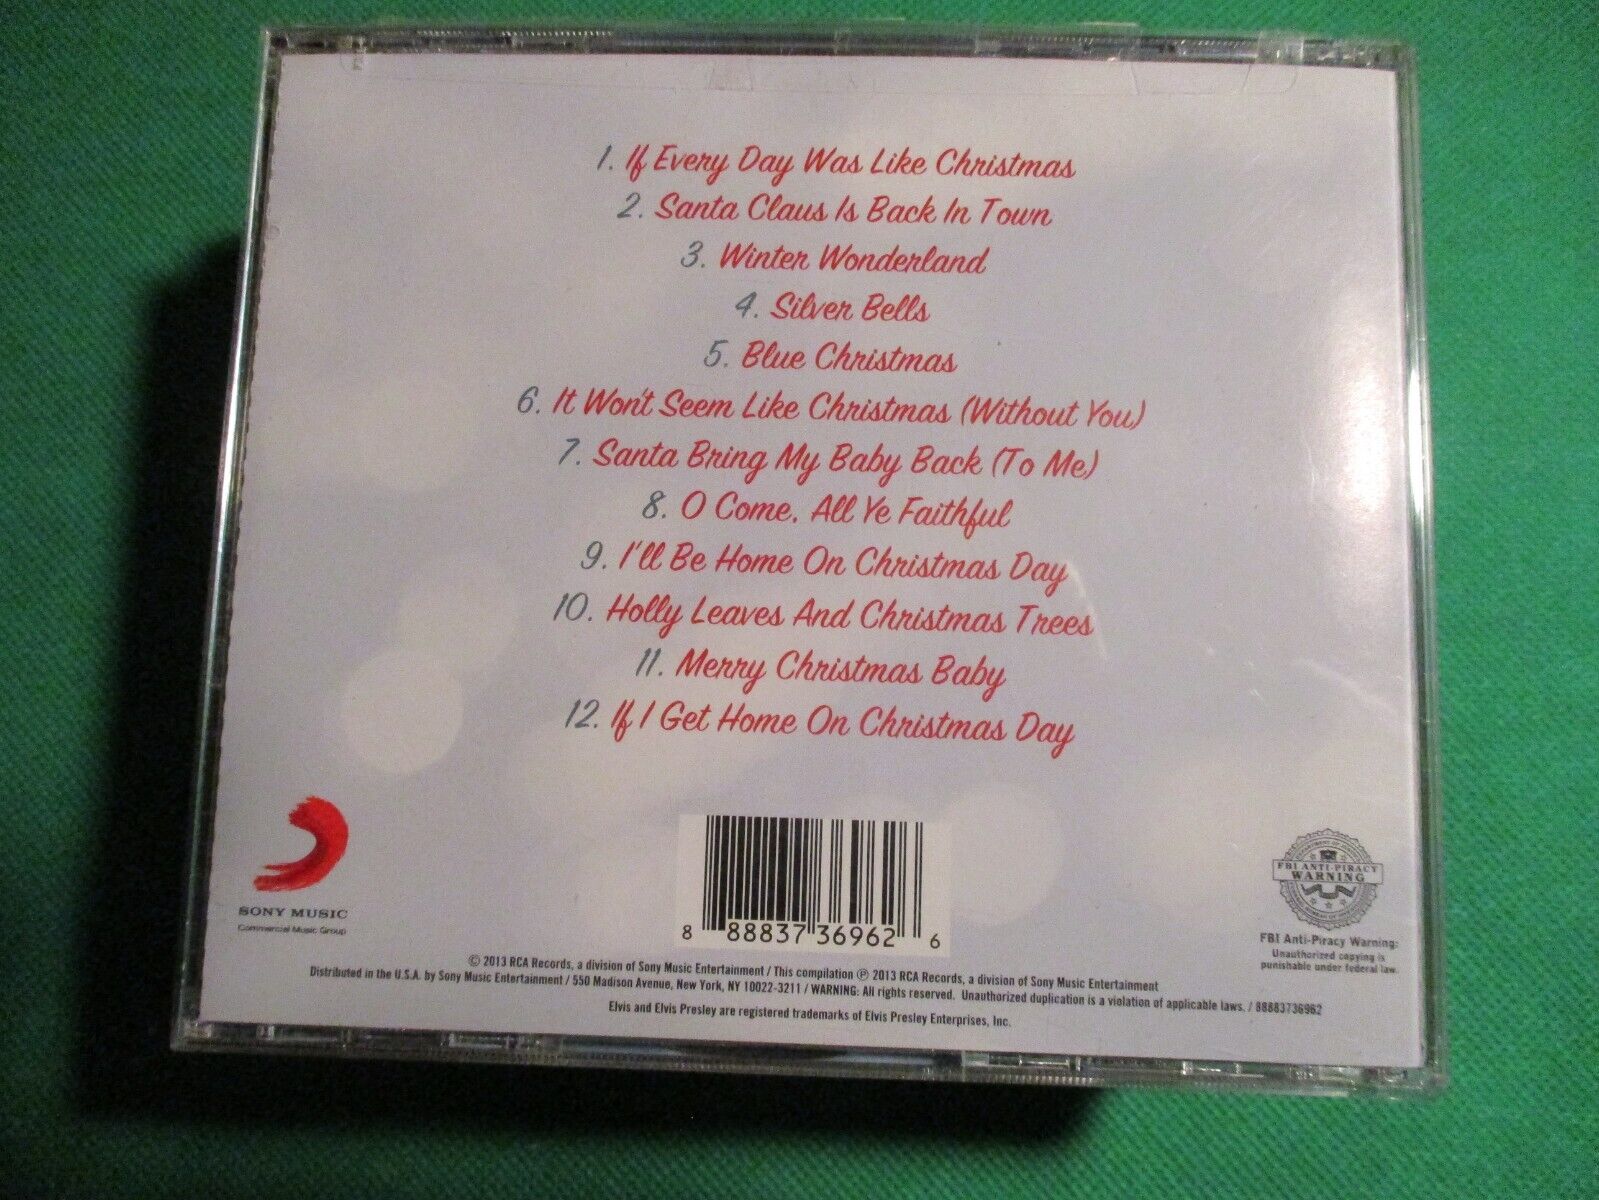 1. If Every Day Was Like Christmas
2. Santa Claus Is Back In Town
3. Winter Wonderland
4. Silver Bells
5. Blue Christmas
6. It Won't Seem Like Christmas (Without You)
7. Santa Bring My Baby Back (To Me)
8. O Come, All Ye Faithful
9. I'll Be Home On Christmas Day
10. Holly Leaves And Christmas Trees
11. Merry Christmas Baby
12. If I Get Home On Christmas Day
SONY MUSIC
Commercial Music Group
8 88837 36962 6
FBI ANTI-PIRACY
WARNING
FBI Anti-Piracy Warning:
Unauthorized copying is
punishable under federal law.
© 2013 RCA Records, a division of Sony Music Entertainment / This compilation ℗ 2013 RCA Records, a division of Sony Music Entertainment
Distributed in the U.S.A. by Sony Music Entertainment / 550 Madison Avenue, New York, NY 10022-3211 / WARNING: All rights reserved. Unauthorized duplication is a violation of applicable laws. / 88883736962
Elvis and Elvis Presley are registered trademarks of Elvis Presley Enterprises, Inc.